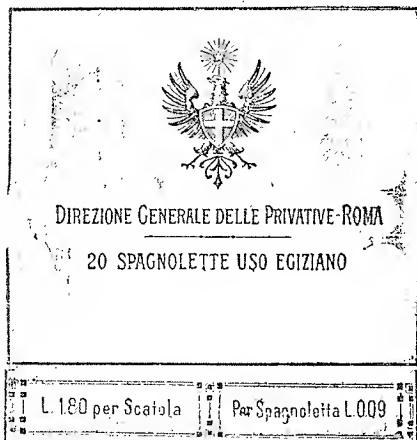 DIREZIONE GENERALE DELLE PRIVATIVE-ROMA
20 SPAGNOLETTE USO EGIZIANO
L. 1.80 per Scatola
Per Spagnoletta L.0.09